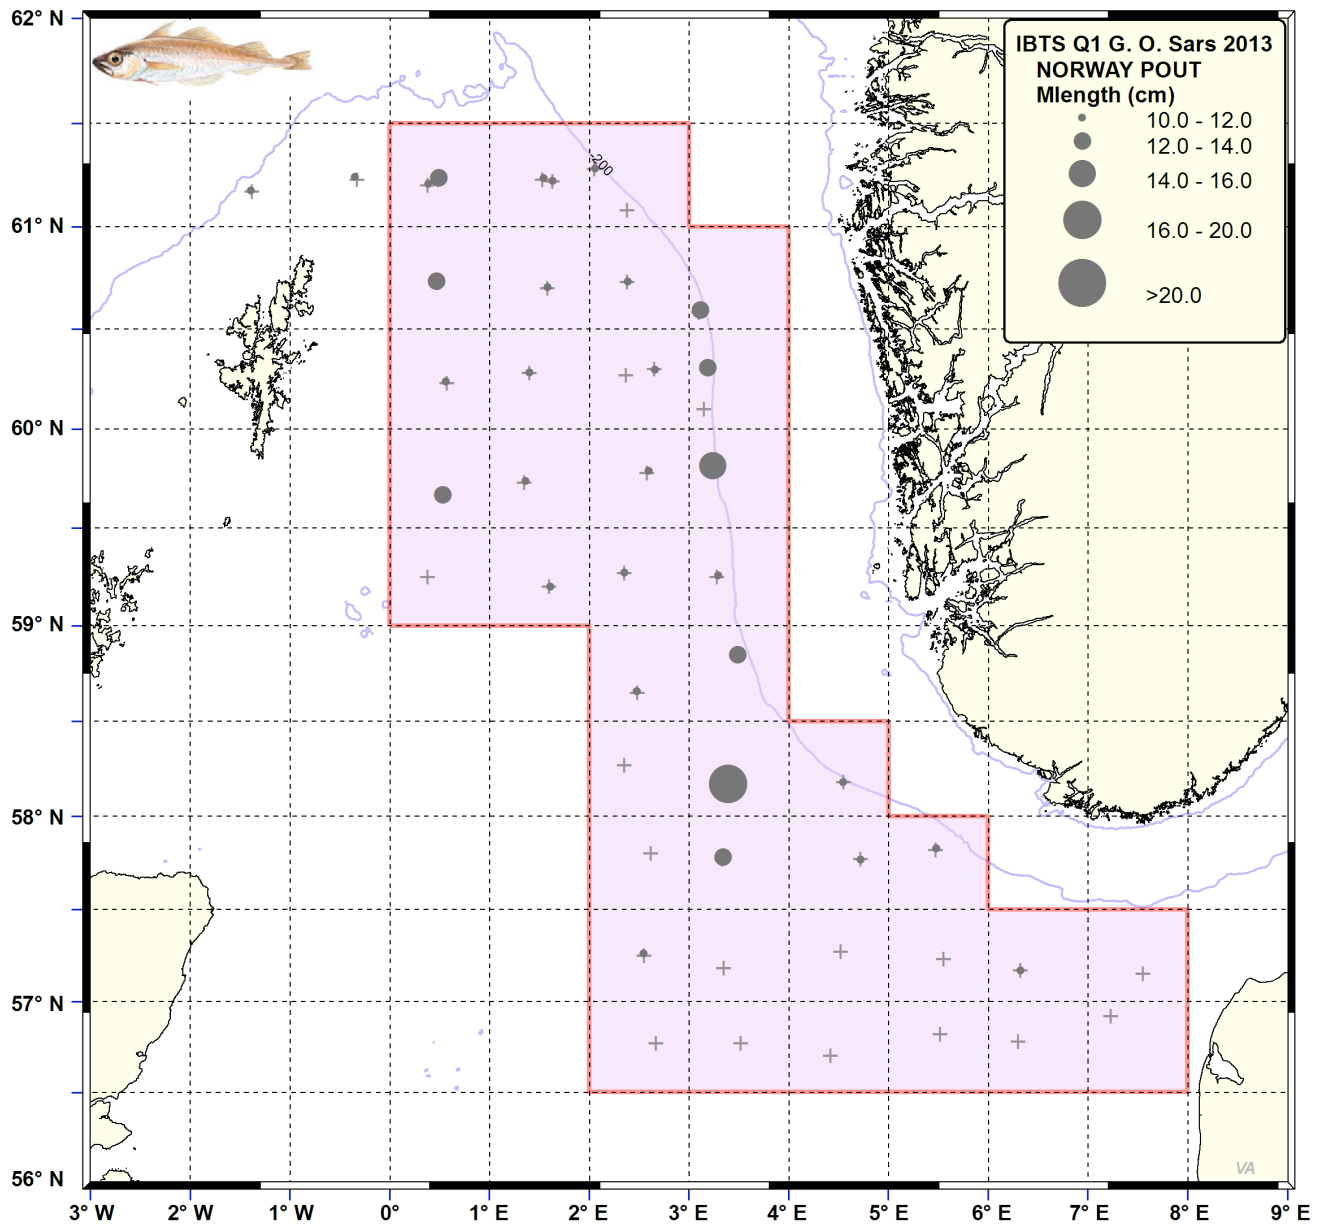 IBTS Q1 G. O. Sars 2013
NORWAY POUT
Mlength (cm)
10.0 - 12.0
12.0 - 14.0
14.0 - 16.0
16.0 - 20.0
>20.0
62° N
61° N
60° N
59° N
58° N
57° N
56° N
-200
VA
3°W
2°W
1°W
0°
1°E
2°E
3°E
4°E
5°E
6°E
7°E
8°E
9°E